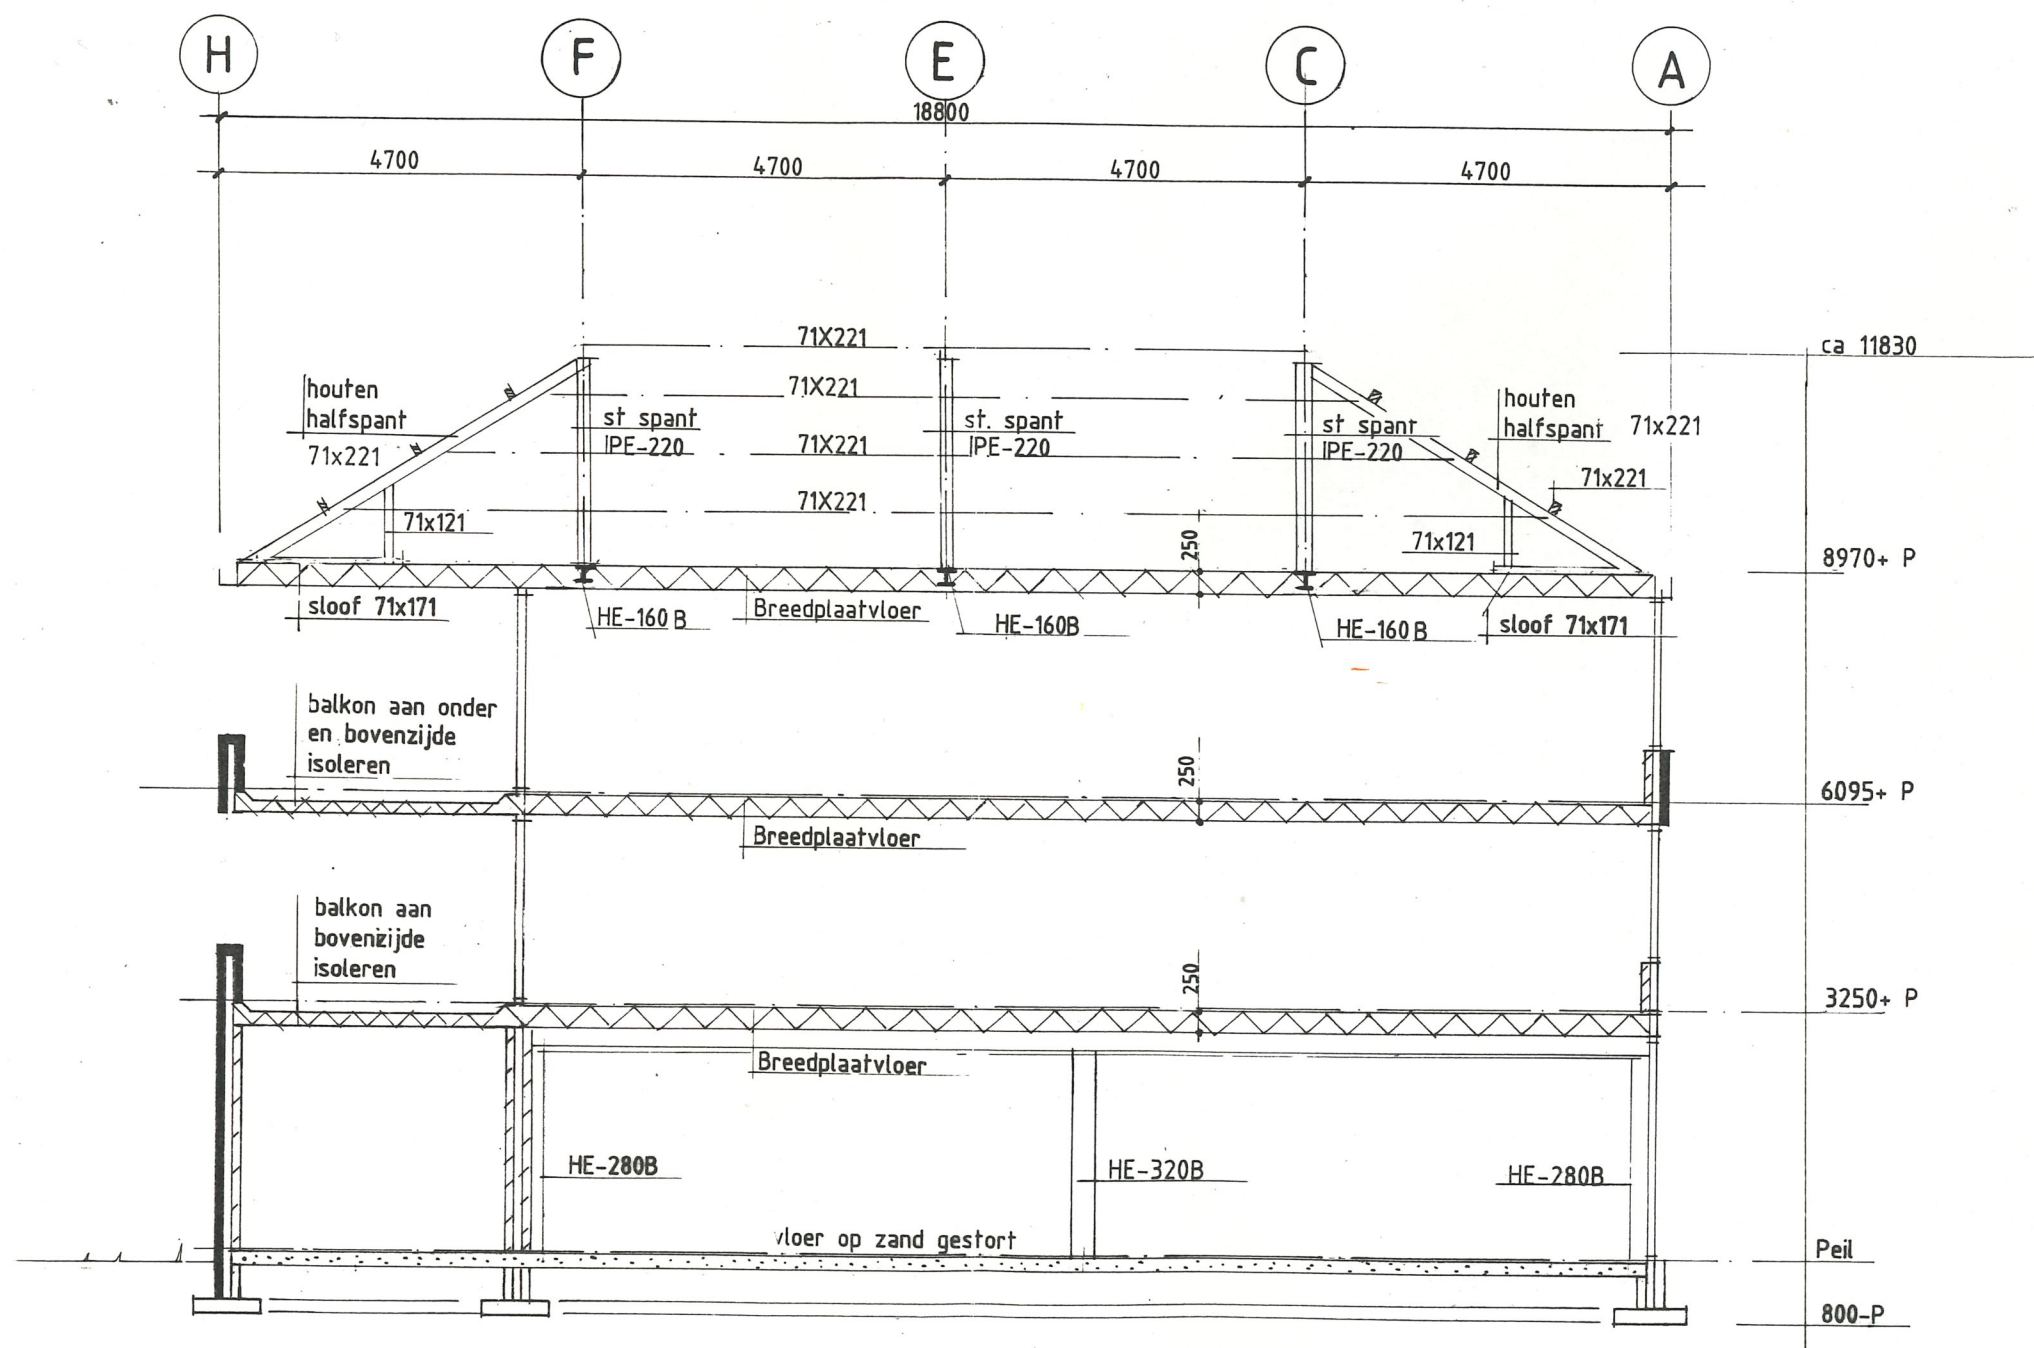 H F E C A
18800
4700 4700 4700 4700
71X221
ca 11830
houten
halfspant
71x221
71X221
st spant
IPE-220
st. spant
IPE-220
st spant
IPE-220
houten
halfspant 71x221
71X221
71x221
71X221
71x121
71x121
250
8970+ P
sloof 71x171
HE-160 B
Breedplaatvloer
HE-160B
HE-160 B
sloof 71x171
balkon aan onder
en bovenzijde
isoleren
250
6095+ P
Breedplaatvloer
balkon aan
bovenzijde
isoleren
250
3250+ P
Breedplaatvloer
HE-280B
HE-320B
HE-280B
vloer op zand gestort
Peil
800-P